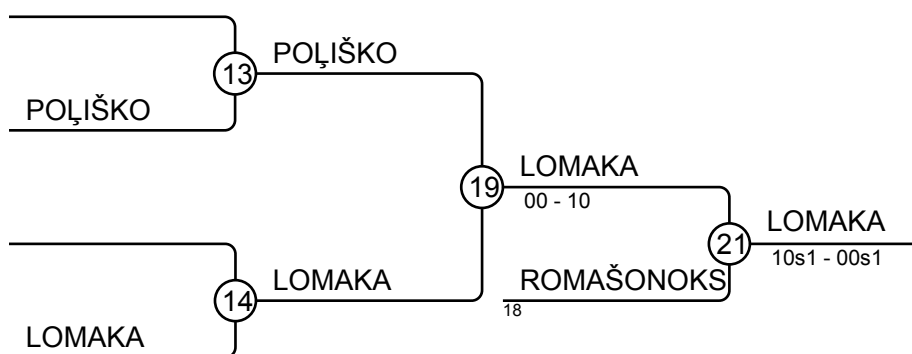 POĻIŠKO
13
POĻIŠKO
LOMAKA
19
00 - 10
LOMAKA
21
10s1 - 00s1
ROMAŠONOKS
18
LOMAKA
14
LOMAKA